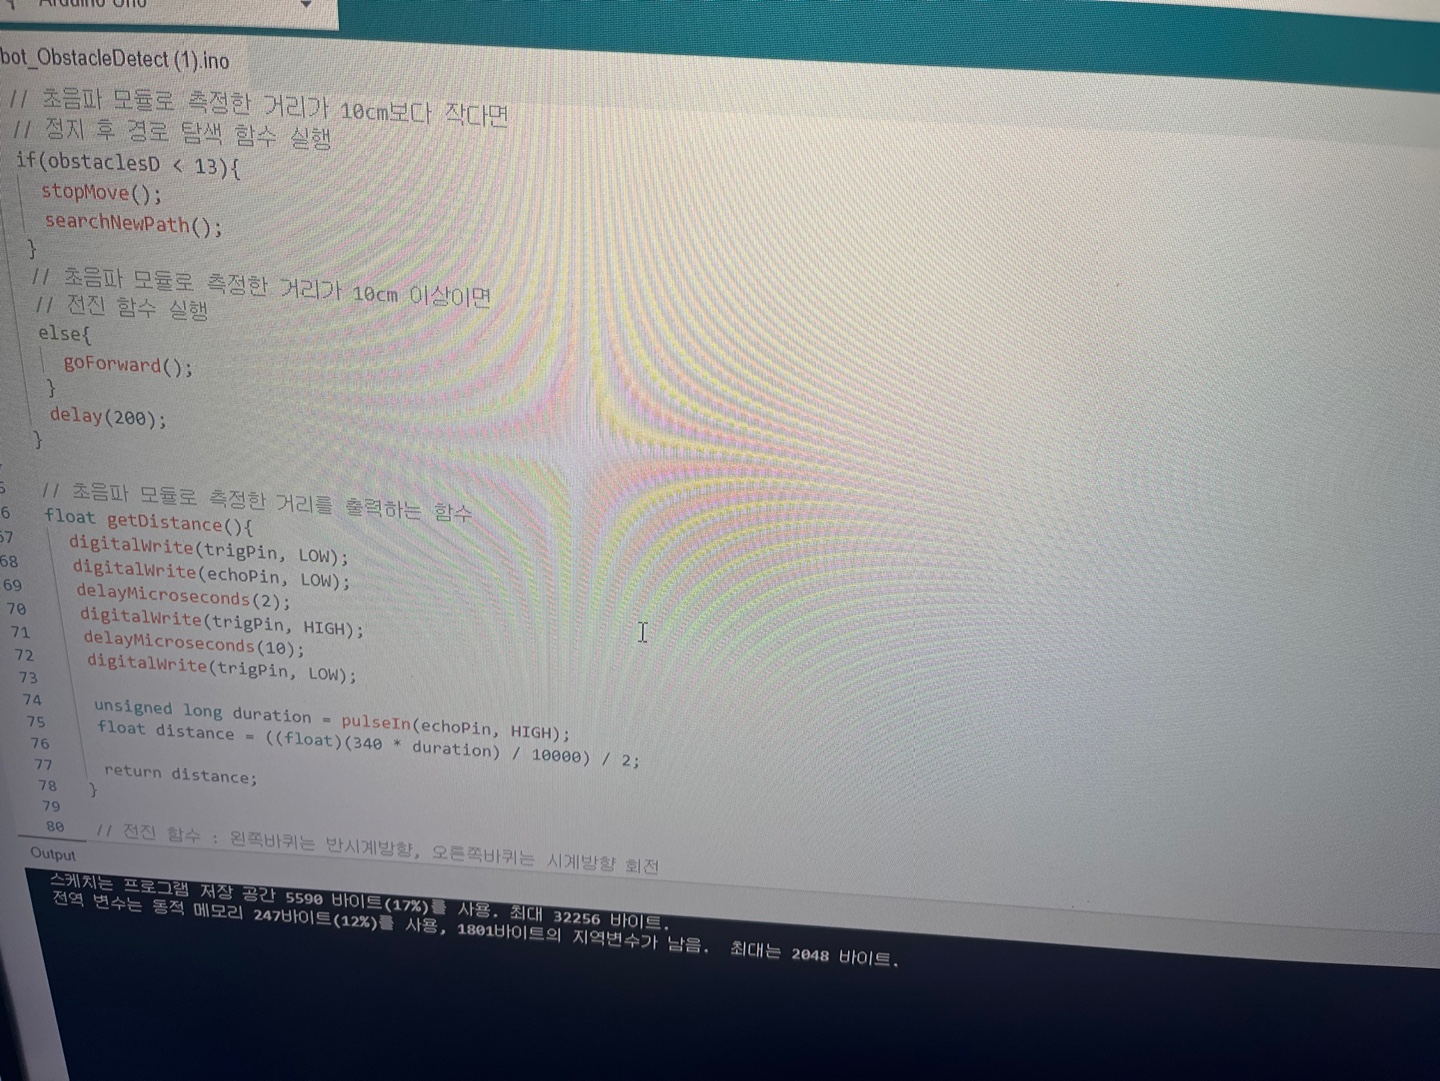 Arduino Uno
bot_ObstacleDetect (1).ino
// 초음파 모듈로 측정한 거리가 10cm보다 작다면
// 정지 후 경로 탐색 함수 실행
if(obstaclesD < 13){
stopMove();
searchNewPath();
}
// 초음파 모듈로 측정한 거리가 10cm 이상이면
// 전진 함수 실행
else{
goForward();
}
delay(200);
}
// 초음파 모듈로 측정한 거리를 출력하는 함수
6 float getDistance(){
67 digitalWrite(trigPin, LOW);
68 digitalWrite(echoPin, LOW);
69 delayMicroseconds(2);
70 digitalWrite(trigPin, HIGH);
71 delayMicroseconds(10);
72 digitalWrite(trigPin, LOW);
73
74 unsigned long duration = pulseIn(echoPin, HIGH);
75 float distance = ((float)(340 * duration) / 10000) / 2;
76
77 return distance;
78 }
79
80 // 전진 함수 : 왼쪽바퀴는 반시계방향, 오른쪽바퀴는 시계방향 회전
Output
스케치는 프로그램 저장 공간 5590 바이트(17%)를 사용. 최대 32256 바이트.
전역 변수는 동적 메모리 247바이트(12%)를 사용, 1801바이트의 지역변수가 남음. 최대는 2048 바이트.